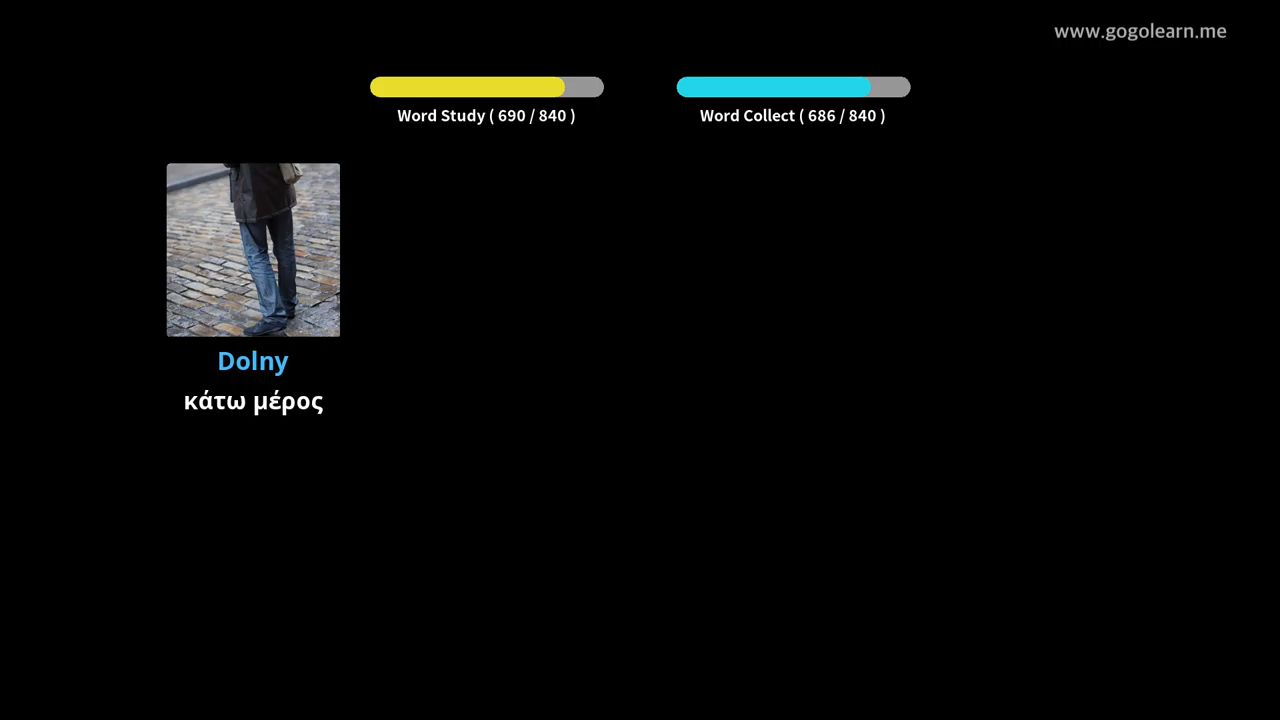 www.gogolearn.me
Word Study ( 690 / 840 )
Word Collect ( 686 / 840 )
Dolny
κάτω μέρος